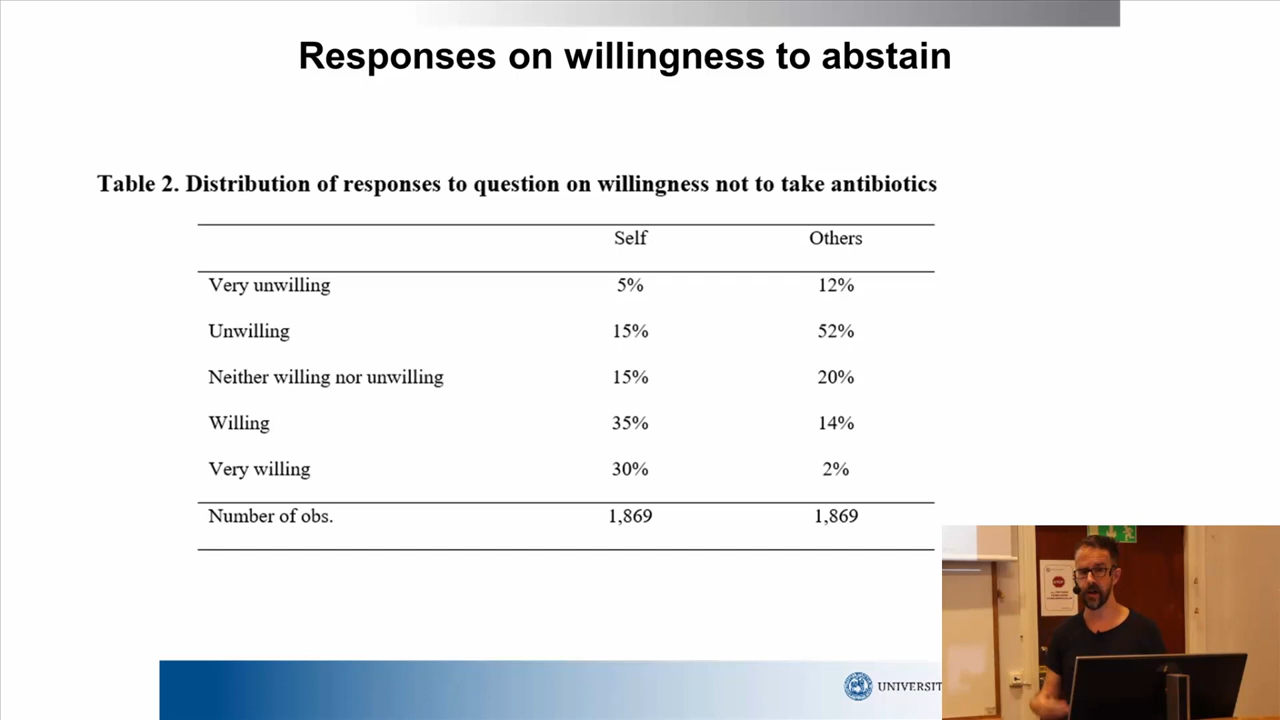 Responses on willingness to abstain
Table 2. Distribution of responses to question on willingness not to take antibiotics
Self Others
Very unwilling 5% 12%
Unwilling 15% 52%
Neither willing nor unwilling 15% 20%
Willing 35% 14%
Very willing 30% 2%
Number of obs. 1,869 1,869
UNIVERSIT
STOP